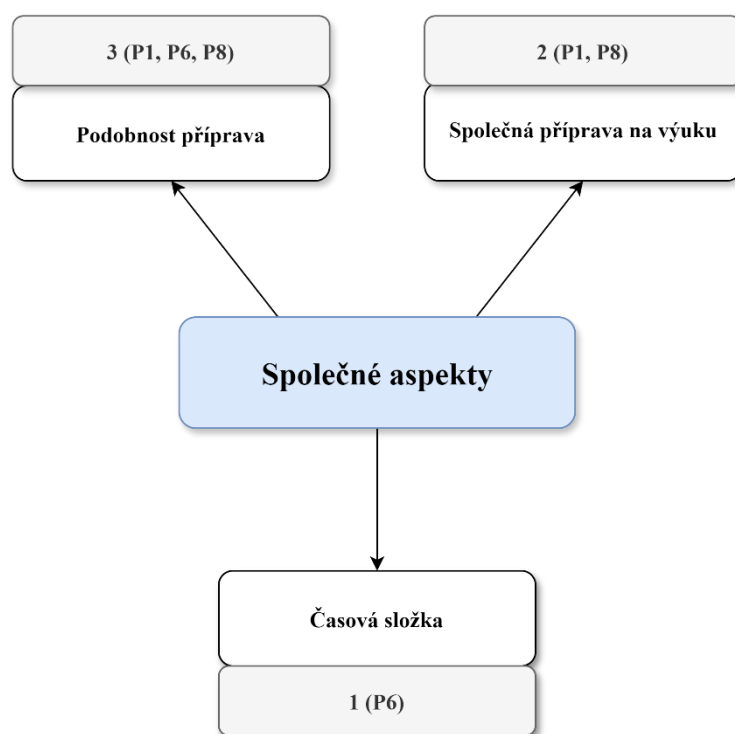 3 (P1, P6, P8)
Podobnost příprava
2 (P1, P8)
Společná příprava na výuku
Společné aspekty
Časová složka
1 (P6)